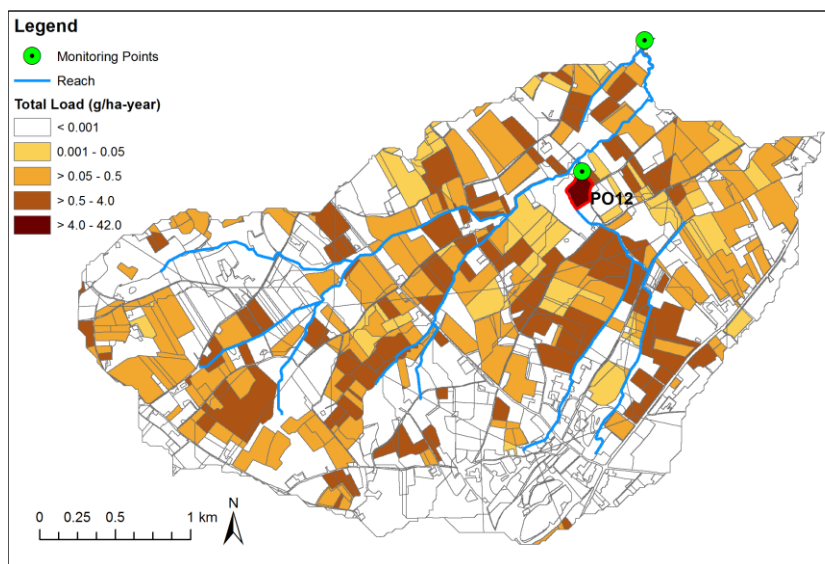 Legend
Monitoring Points
Reach
Total Load (g/ha-year)
< 0.001
0.001 - 0.05
> 0.05 - 0.5
> 0.5 - 4.0
> 4.0 - 42.0
PO12
0 0.25 0.5 1 km
N